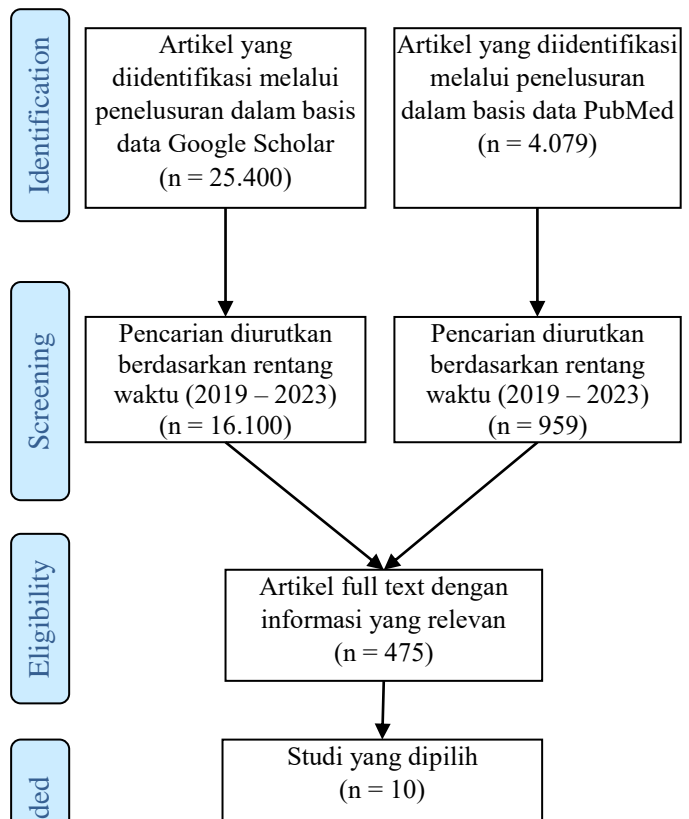 Identification
Artikel yang
diidentifikasi melalui
penelusuran dalam basis
data Google Scholar
(n = 25.400)
Artikel yang diidentifikasi
melalui penelusuran
dalam basis data PubMed
(n = 4.079)
Screening
Pencarian diurutkan
berdasarkan rentang
waktu (2019 – 2023)
(n = 16.100)
Pencarian diurutkan
berdasarkan rentang
waktu (2019 – 2023)
(n = 959)
Eligibility
Artikel full text dengan
informasi yang relevan
(n = 475)
ded
Studi yang dipilih
(n = 10)